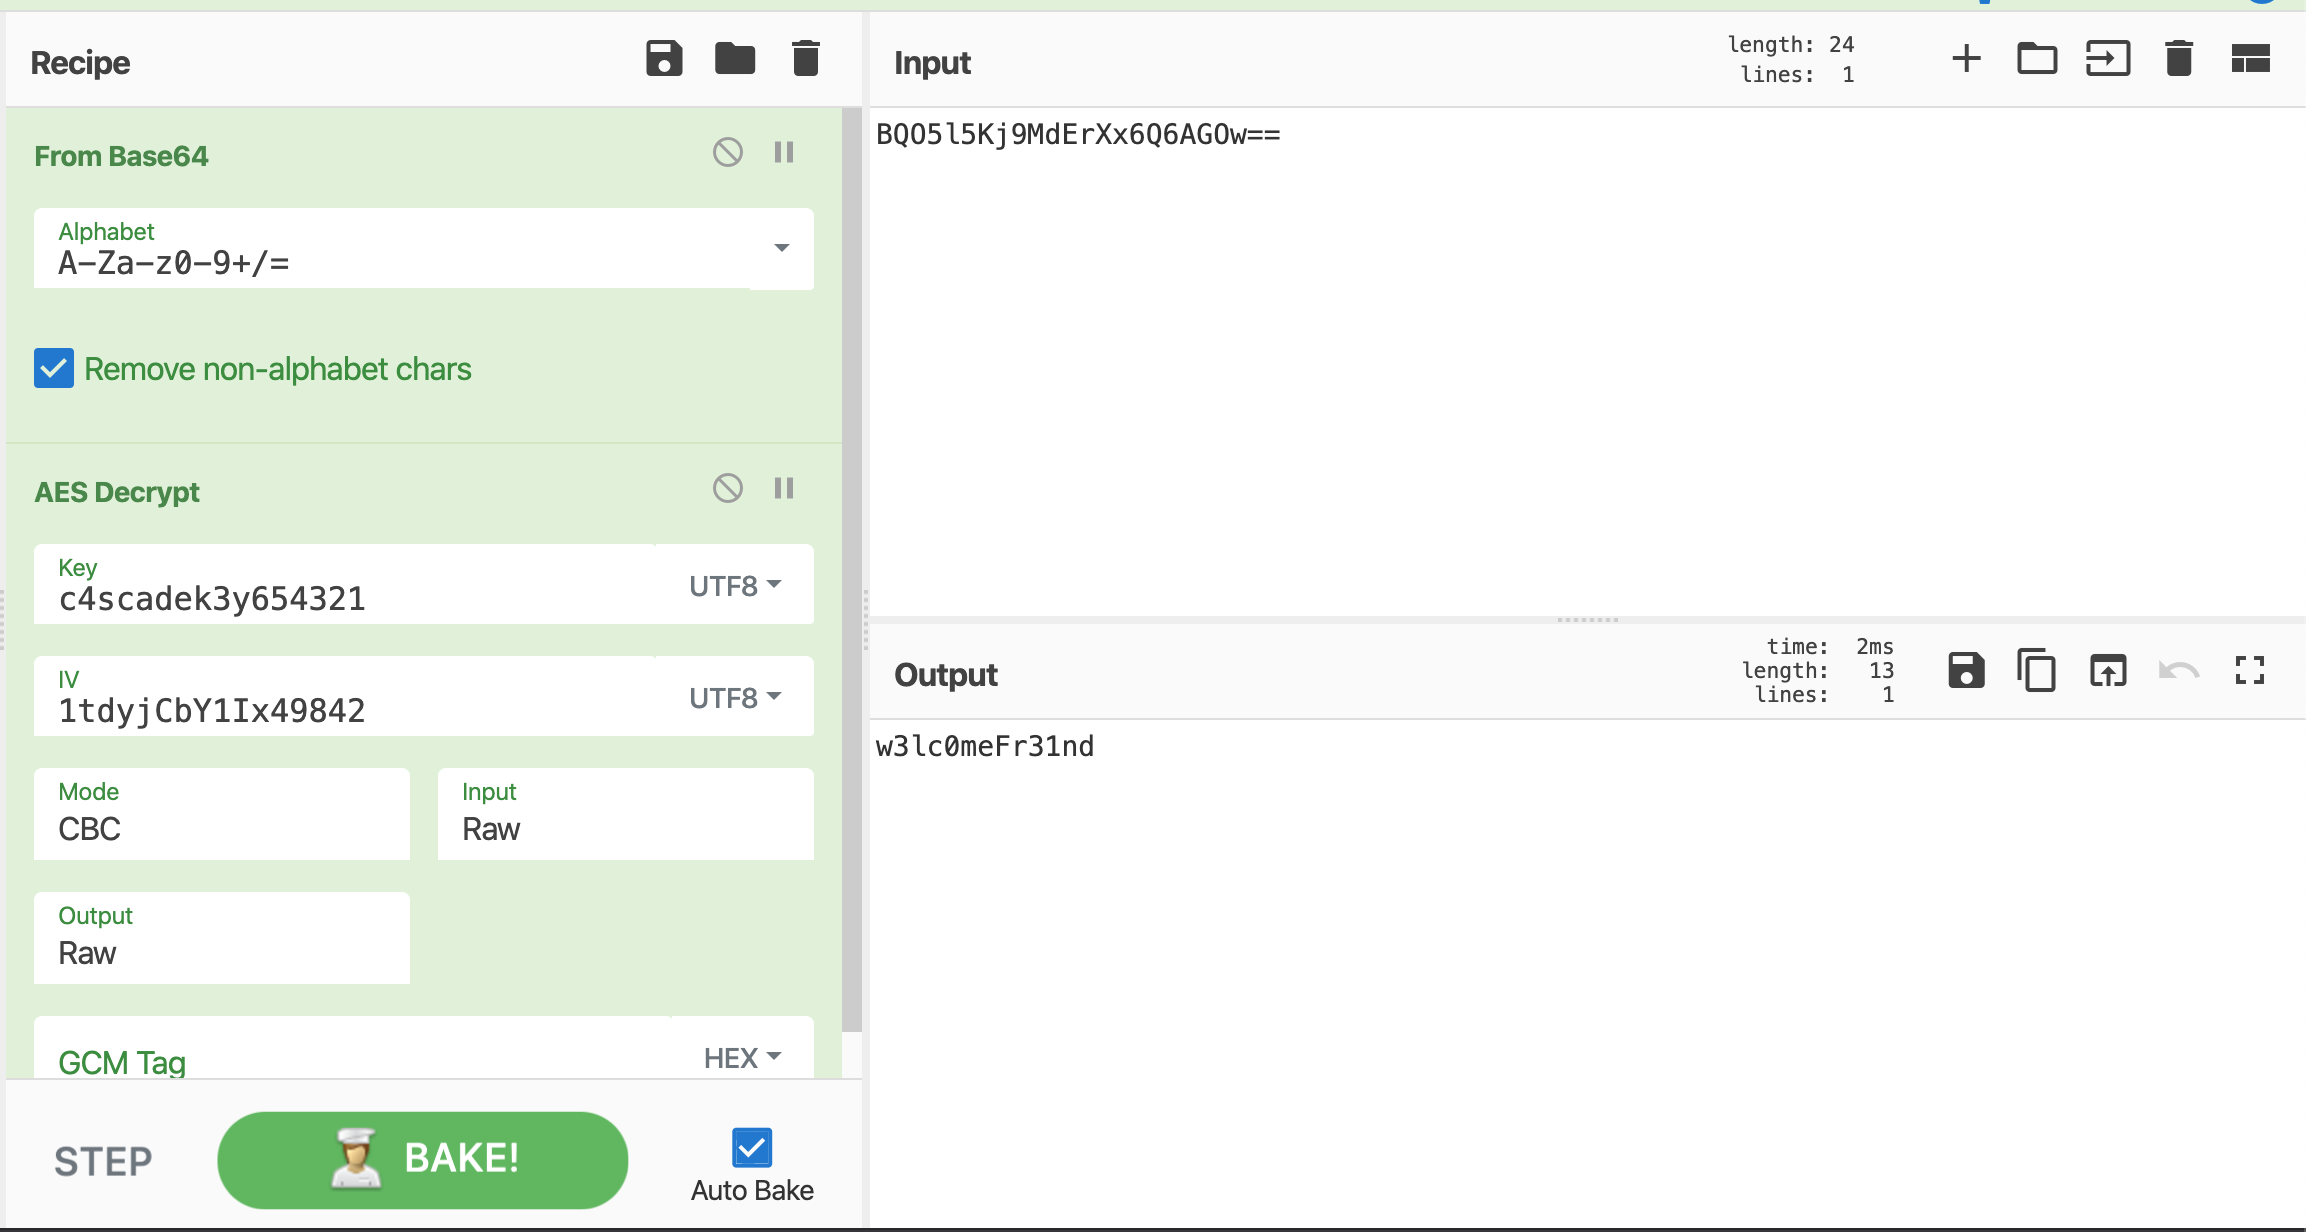 Recipe
From Base64
Alphabet
A-Za-z0-9+/=
Remove non-alphabet chars
AES Decrypt
Key
c4scadek3y654321
UTF8
IV
1tdyjCbY1Ix49842
UTF8
Mode
CBC
Input
Raw
Output
Raw
GCM Tag
HEX
STEP
BAKE!
Auto Bake
Input
length: 24
lines: 1
BQO5l5Kj9MdErXx6Q6AGOw==
Output
time: 2ms
length: 13
lines: 1
w3lc0meFr31nd